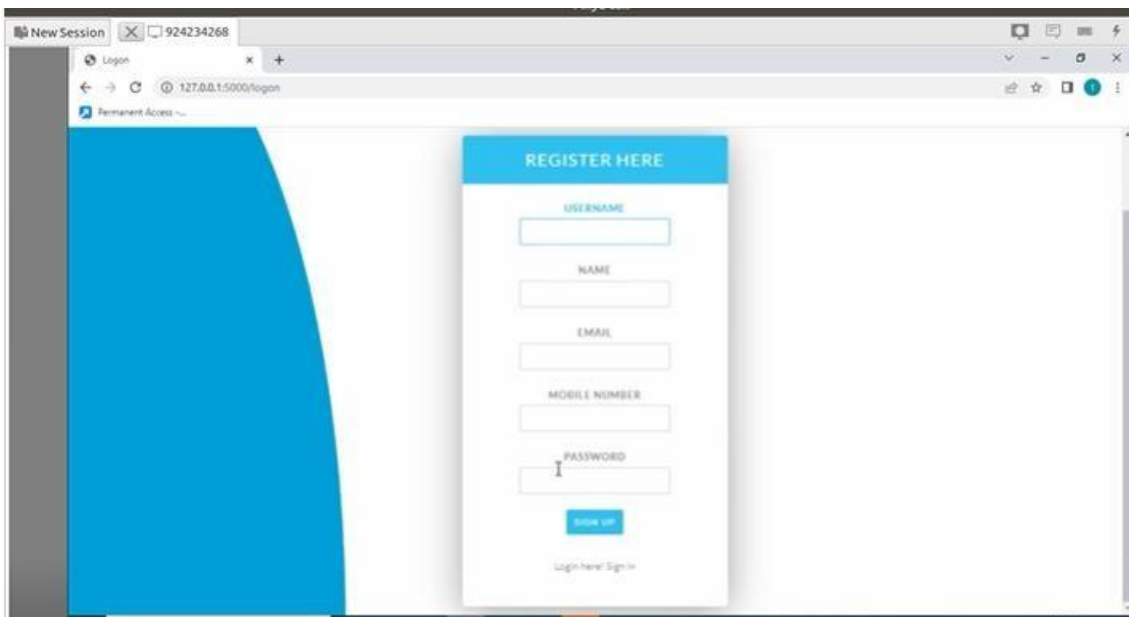 New Session
924234268
Logon
127.0.0.1:5000/logon
Permanent Access -...
REGISTER HERE
USERNAME
NAME
EMAIL
MOBILE NUMBER
PASSWORD
SIGN UP
Login here! Sign in